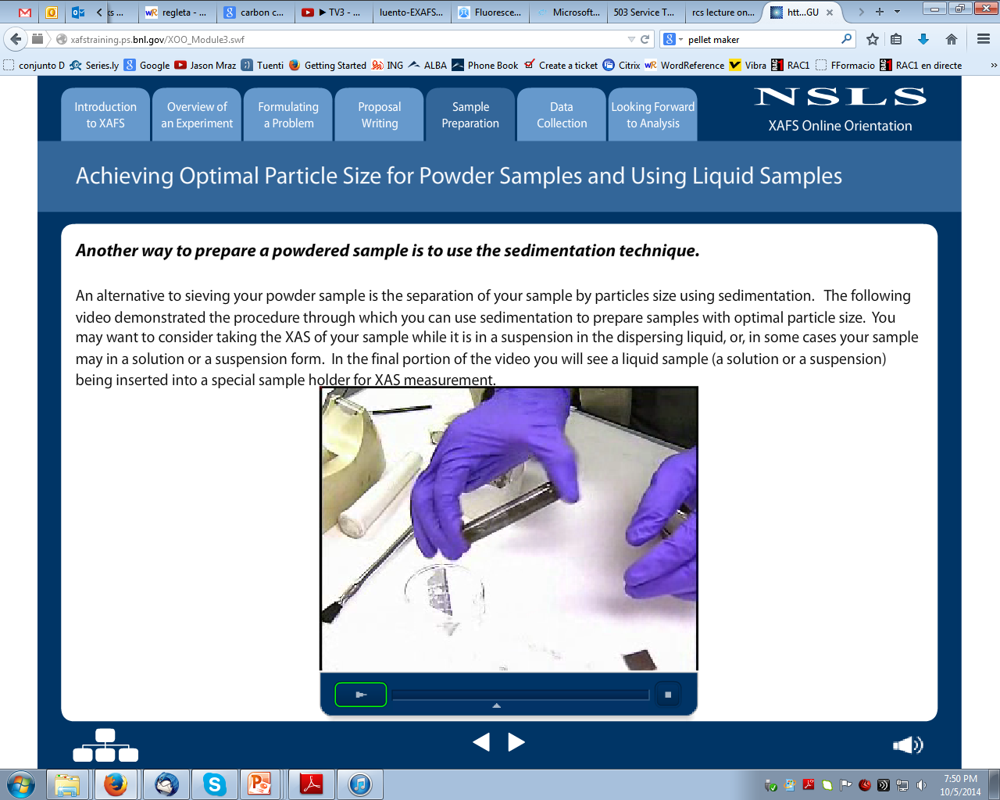 ks ...
regleta - ...
carbon c...
▶ TV3 - ...
luento-EXAFS...
Fluoresce...
Microsoft...
503 Service T...
rcs lecture on...
htt...GU
xafstraining.ps.bnl.gov/XOO_Module3.swf
pellet maker
conjunto D
Series.ly
Google
Jason Mraz
Tuenti
Getting Started
ING
ALBA
Phone Book
Create a ticket
Citrix
WordReference
Vibra
RAC1
FFormacio
RAC1 en directe
Introduction
to XAFS
Overview of
an Experiment
Formulating
a Problem
Proposal
Writing
Sample
Preparation
Data
Collection
Looking Forward
to Analysis
NSLS
XAFS Online Orientation
Achieving Optimal Particle Size for Powder Samples and Using Liquid Samples
Another way to prepare a powdered sample is to use the sedimentation technique.
An alternative to sieving your powder sample is the separation of your sample by particles size using sedimentation. The following
video demonstrated the procedure through which you can use sedimentation to prepare samples with optimal particle size. You
may want to consider taking the XAS of your sample while it is in a suspension in the dispersing liquid, or, in some cases your sample
may in a solution or a suspension form. In the final portion of the video you will see a liquid sample (a solution or a suspension)
being inserted into a special sample holder for XAS measurement.
7:50 PM
10/5/2014